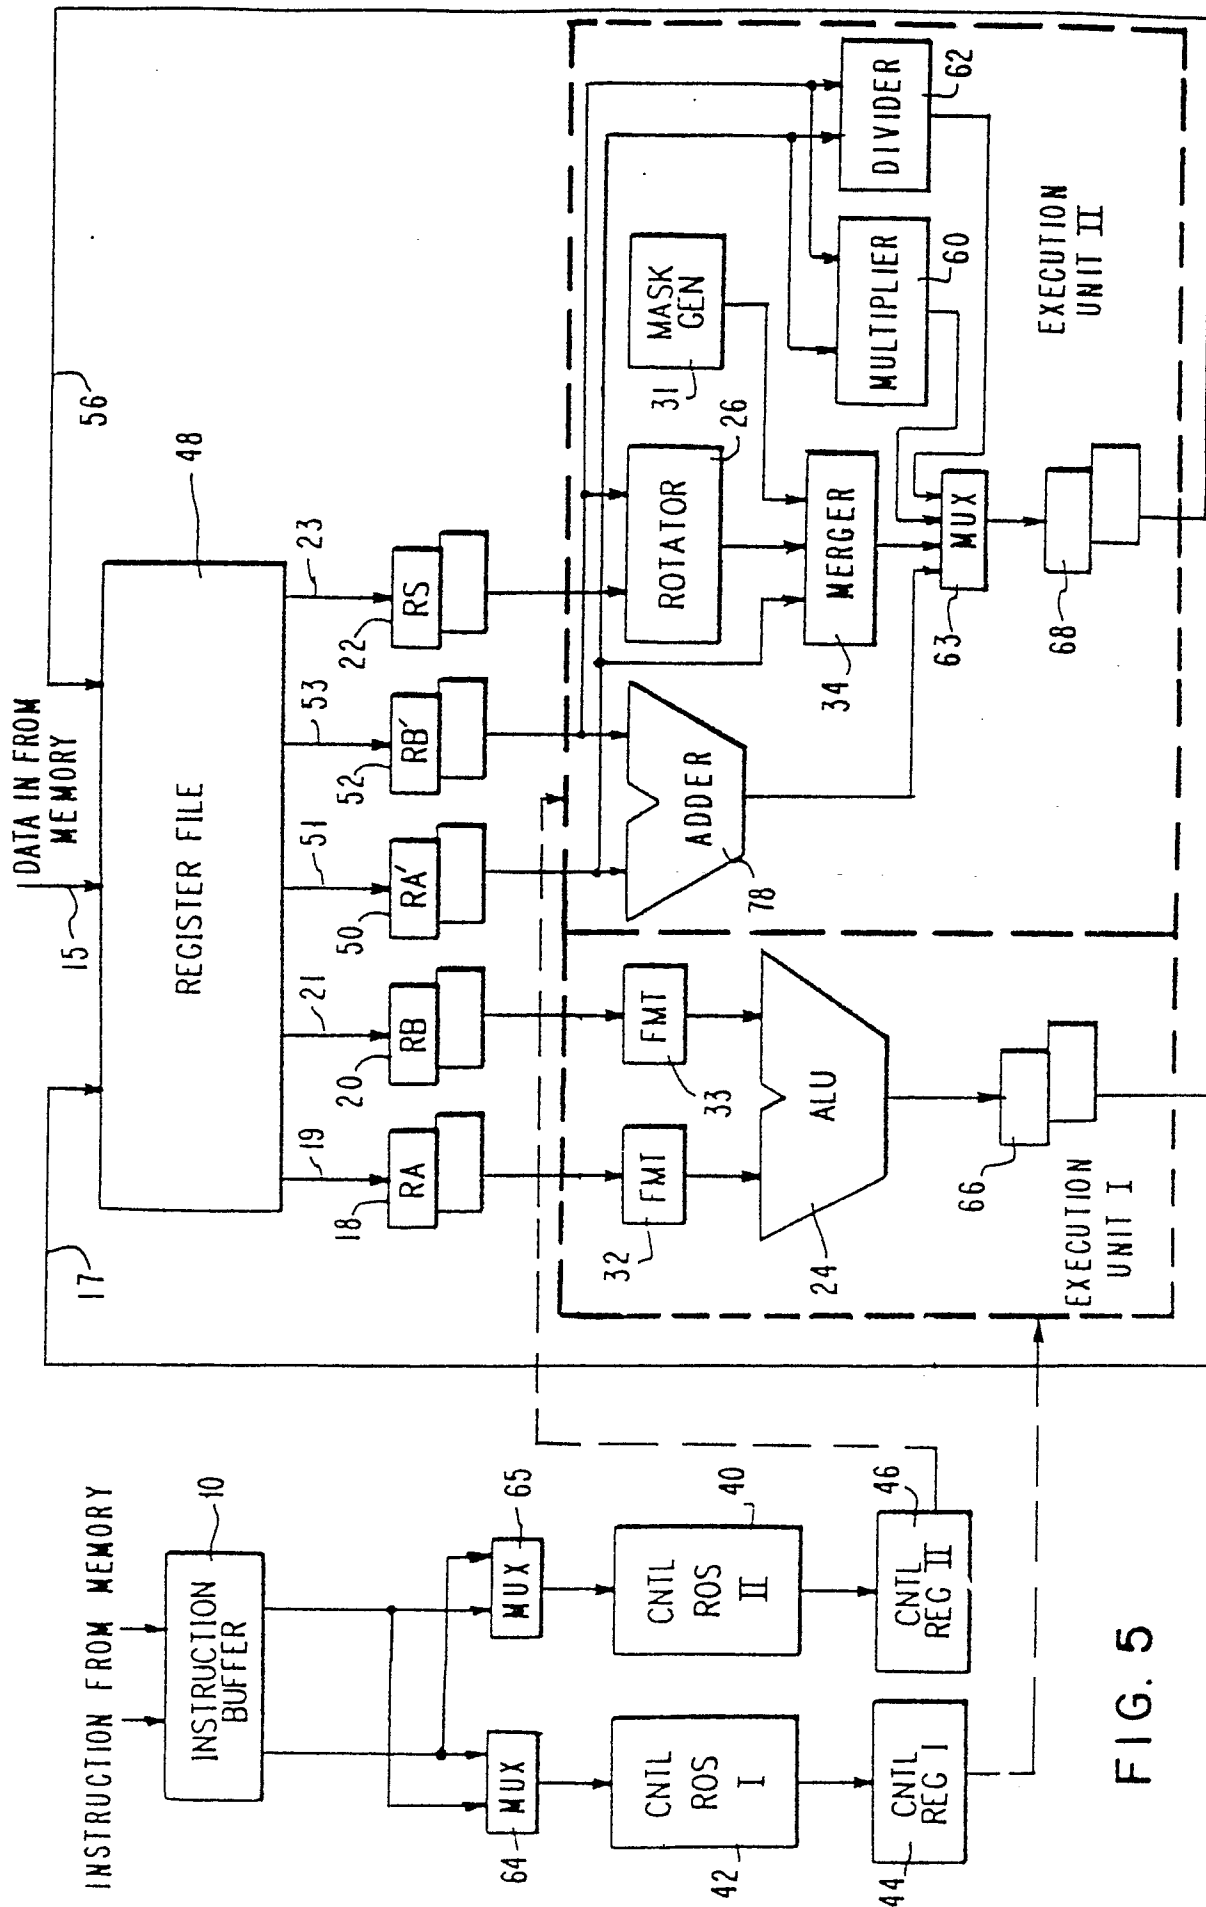 INSTRUCTION FROM MEMORY
10
INSTRUCTION
BUFFER
64
MUX
MUX
65
42
CNTL
ROS
I
CNTL
ROS
II
40
44
CNTL
REG I
CNTL
REG II
46
FIG. 5
17
15
DATA IN FROM
MEMORY
56
REGISTER FILE
48
19
21
51
53
23
18
RA
20
RB
50
RA'
52
RB'
22
RS
32
FMT
33
FMT
24
ALU
66
EXECUTION
UNIT I
78
ADDER
ROTATOR
26
31
MASK
GEN
34
MERGER
MULTIPLIER
60
DIVIDER
62
63
MUX
68
EXECUTION
UNIT II